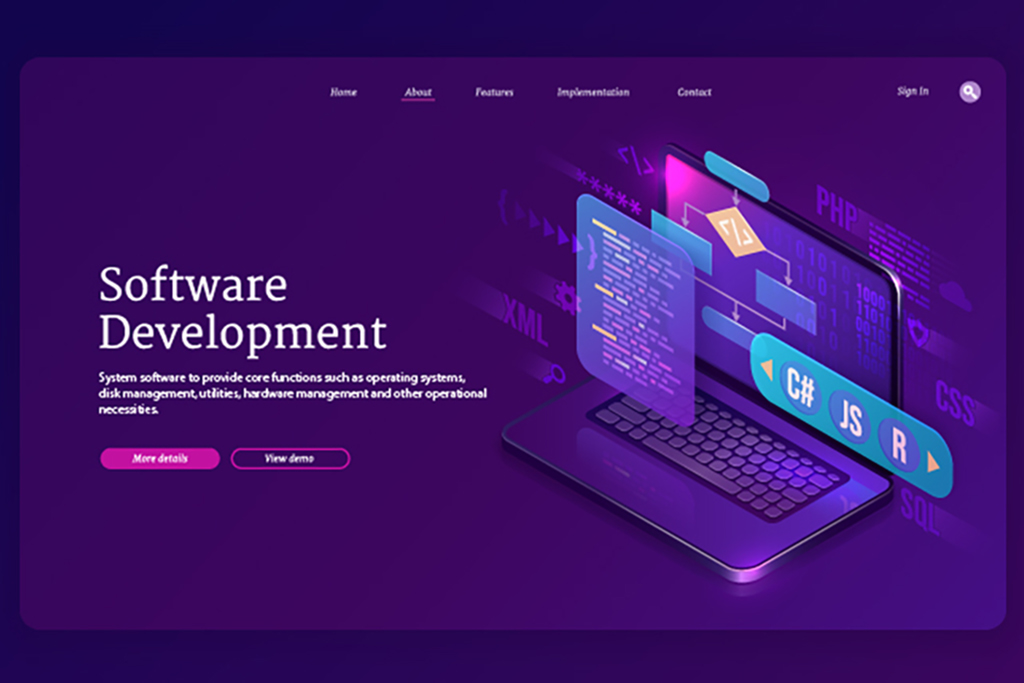 Home About Features Implementation Contact Sign In
Software
Development
System software to provide core functions such as operating systems,
disk management, utilities, hardware management and other operational
necessities.
More details View demo
</>
*****
PHP
</>
XML
C# JS R
CSS
SQL